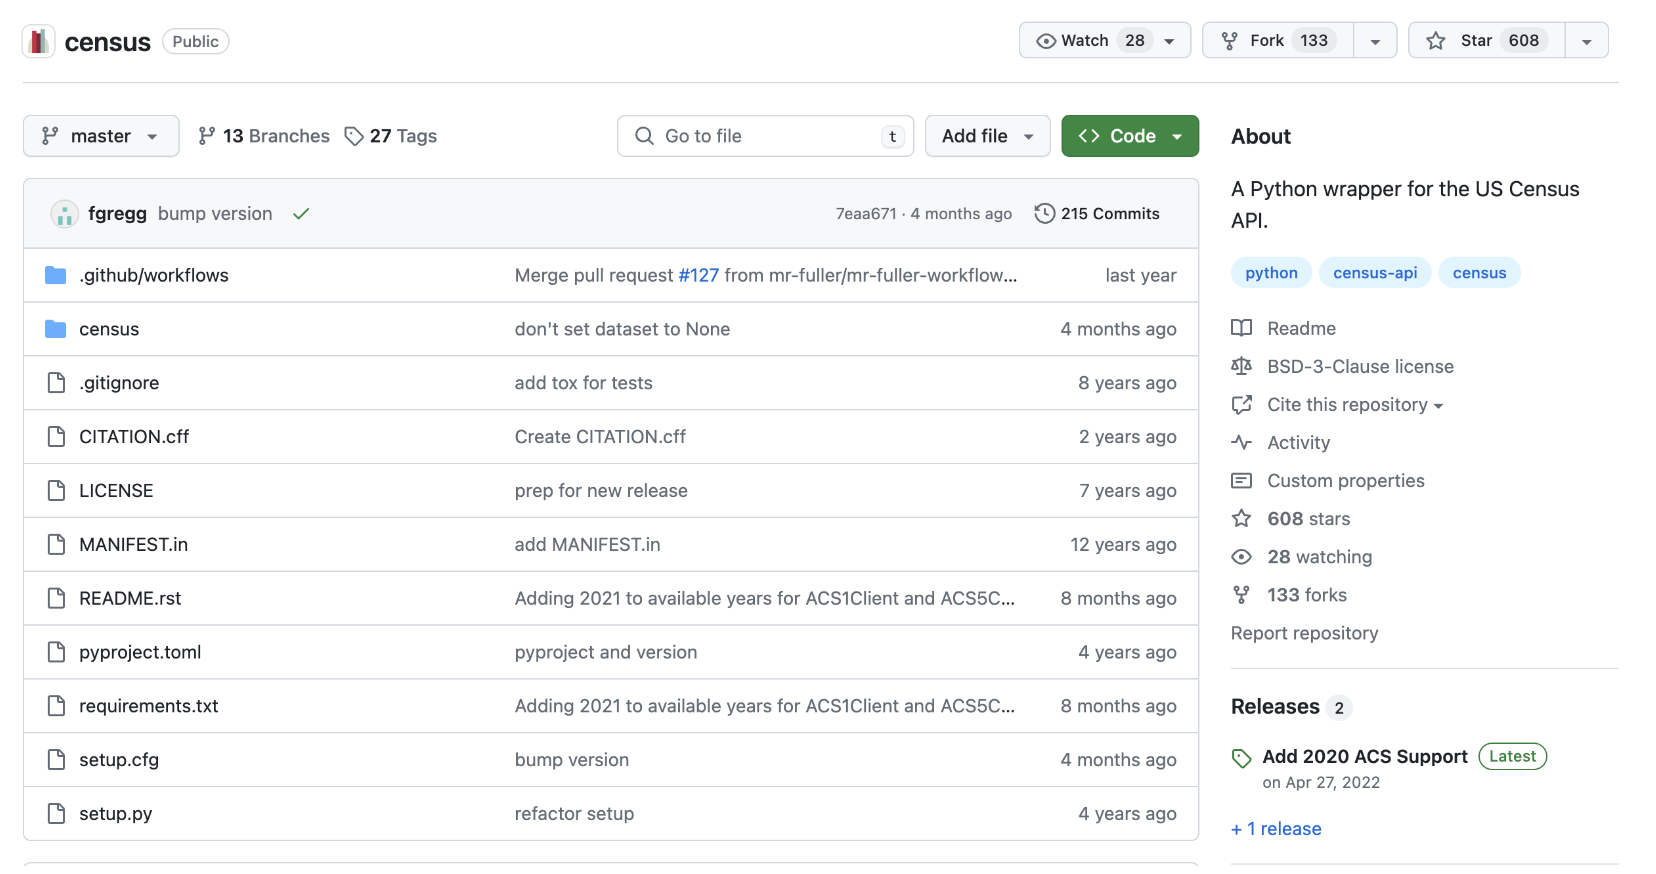 census Public Watch 28 Fork 133 Star 608
master 13 Branches 27 Tags Go to file t Add file Code
fgregg bump version 7eaa671 · 4 months ago 215 Commits
.github/workflows Merge pull request #127 from mr-fuller/mr-fuller-workflow... last year
census don't set dataset to None 4 months ago
.gitignore add tox for tests 8 years ago
CITATION.cff Create CITATION.cff 2 years ago
LICENSE prep for new release 7 years ago
MANIFEST.in add MANIFEST.in 12 years ago
README.rst Adding 2021 to available years for ACS1Client and ACS5C... 8 months ago
pyproject.toml pyproject and version 4 years ago
requirements.txt Adding 2021 to available years for ACS1Client and ACS5C... 8 months ago
setup.cfg bump version 4 months ago
setup.py refactor setup 4 years ago
About
A Python wrapper for the US Census
API.
python census-api census
Readme
BSD-3-Clause license
Cite this repository
Activity
Custom properties
608 stars
28 watching
133 forks
Report repository
Releases 2
Add 2020 ACS Support Latest
on Apr 27, 2022
+ 1 release